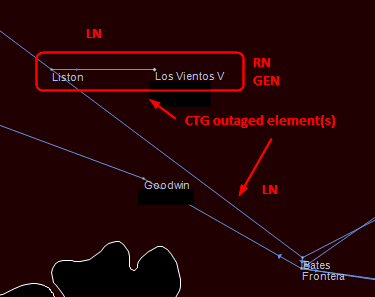 LN
Liston
Los Vientos V
RN
GEN
CTG outaged element(s)
Goodwin
LN
Bates
Frontera